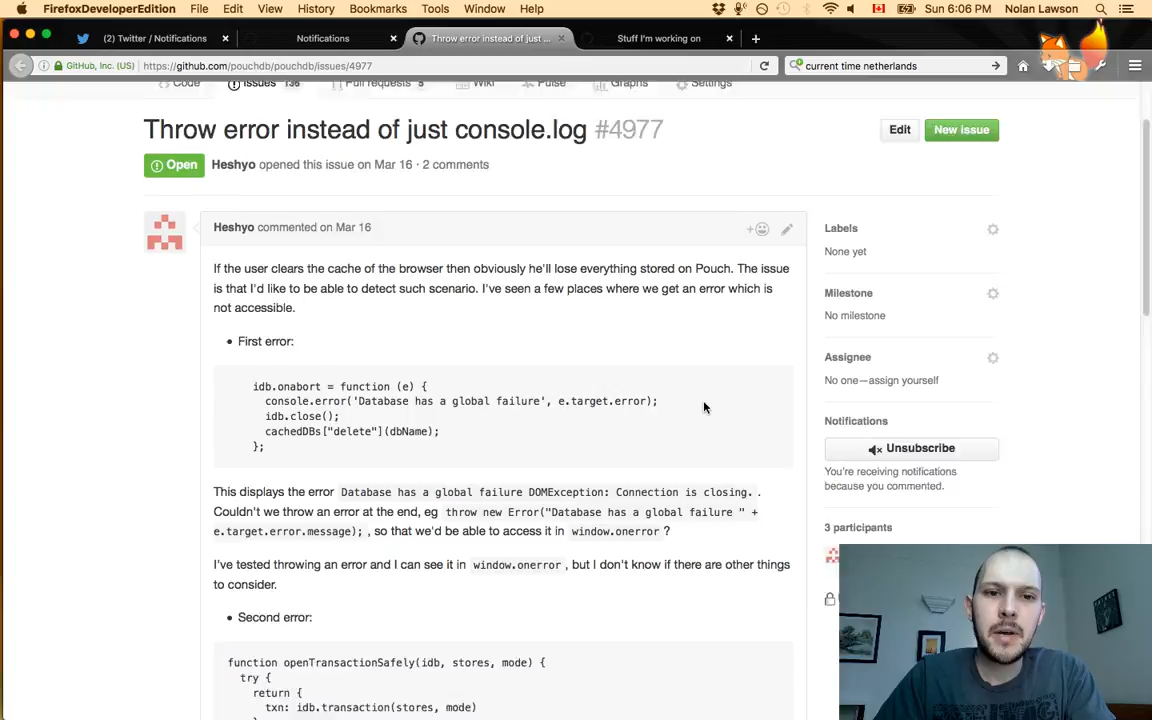 FirefoxDeveloperEdition File Edit View History Bookmarks Tools Window Help Sun 6:06 PM Nolan Lawson
(2) Twitter / Notifications Notifications Throw error instead of just ... Stuff I'm working on
GitHub, Inc. (US) https://github.com/pouchdb/pouchdb/issues/4977 current time netherlands
Code Issues 136 Pull requests 5 Wiki Pulse Graphs Settings
Throw error instead of just console.log #4977
Edit New issue
Open Heshyo opened this issue on Mar 16 · 2 comments
Heshyo commented on Mar 16
If the user clears the cache of the browser then obviously he'll lose everything stored on Pouch. The issue
is that I'd like to be able to detect such scenario. I've seen a few places where we get an error which is
not accessible.
• First error:
idb.onabort = function (e) {
console.error('Database has a global failure', e.target.error);
idb.close();
cachedDBs["delete"](dbName);
};
This displays the error Database has a global failure DOMException: Connection is closing. .
Couldn't we throw an error at the end, eg throw new Error("Database has a global failure " +
e.target.error.message); , so that we'd be able to access it in window.onerror ?
I've tested throwing an error and I can see it in window.onerror , but I don't know if there are other things
to consider.
• Second error:
function openTransactionSafely(idb, stores, mode) {
try {
return {
txn: idb.transaction(stores, mode)
Labels
None yet
Milestone
No milestone
Assignee
No one—assign yourself
Notifications
Unsubscribe
You're receiving notifications
because you commented.
3 participants